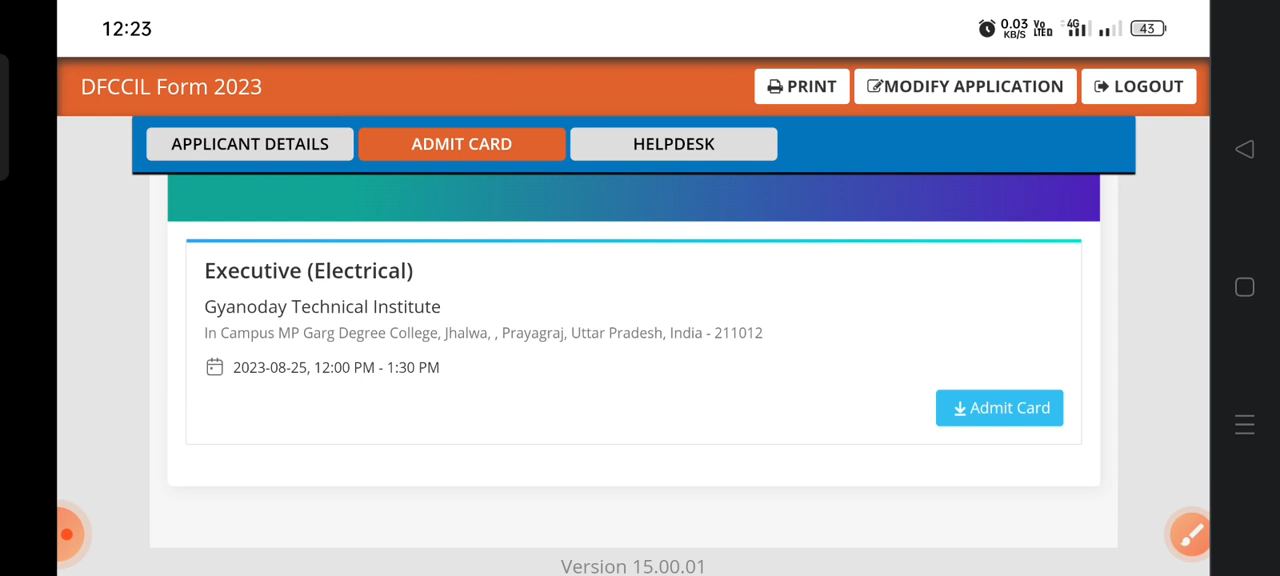 12:23
0.03 KB/S Vo LTED 4G 43
DFCCIL Form 2023
PRINT
MODIFY APPLICATION
LOGOUT
APPLICANT DETAILS
ADMIT CARD
HELPDESK
Executive (Electrical)
Gyanoday Technical Institute
In Campus MP Garg Degree College, Jhalwa, , Prayagraj, Uttar Pradesh, India - 211012
2023-08-25, 12:00 PM - 1:30 PM
Admit Card
Version 15.00.01